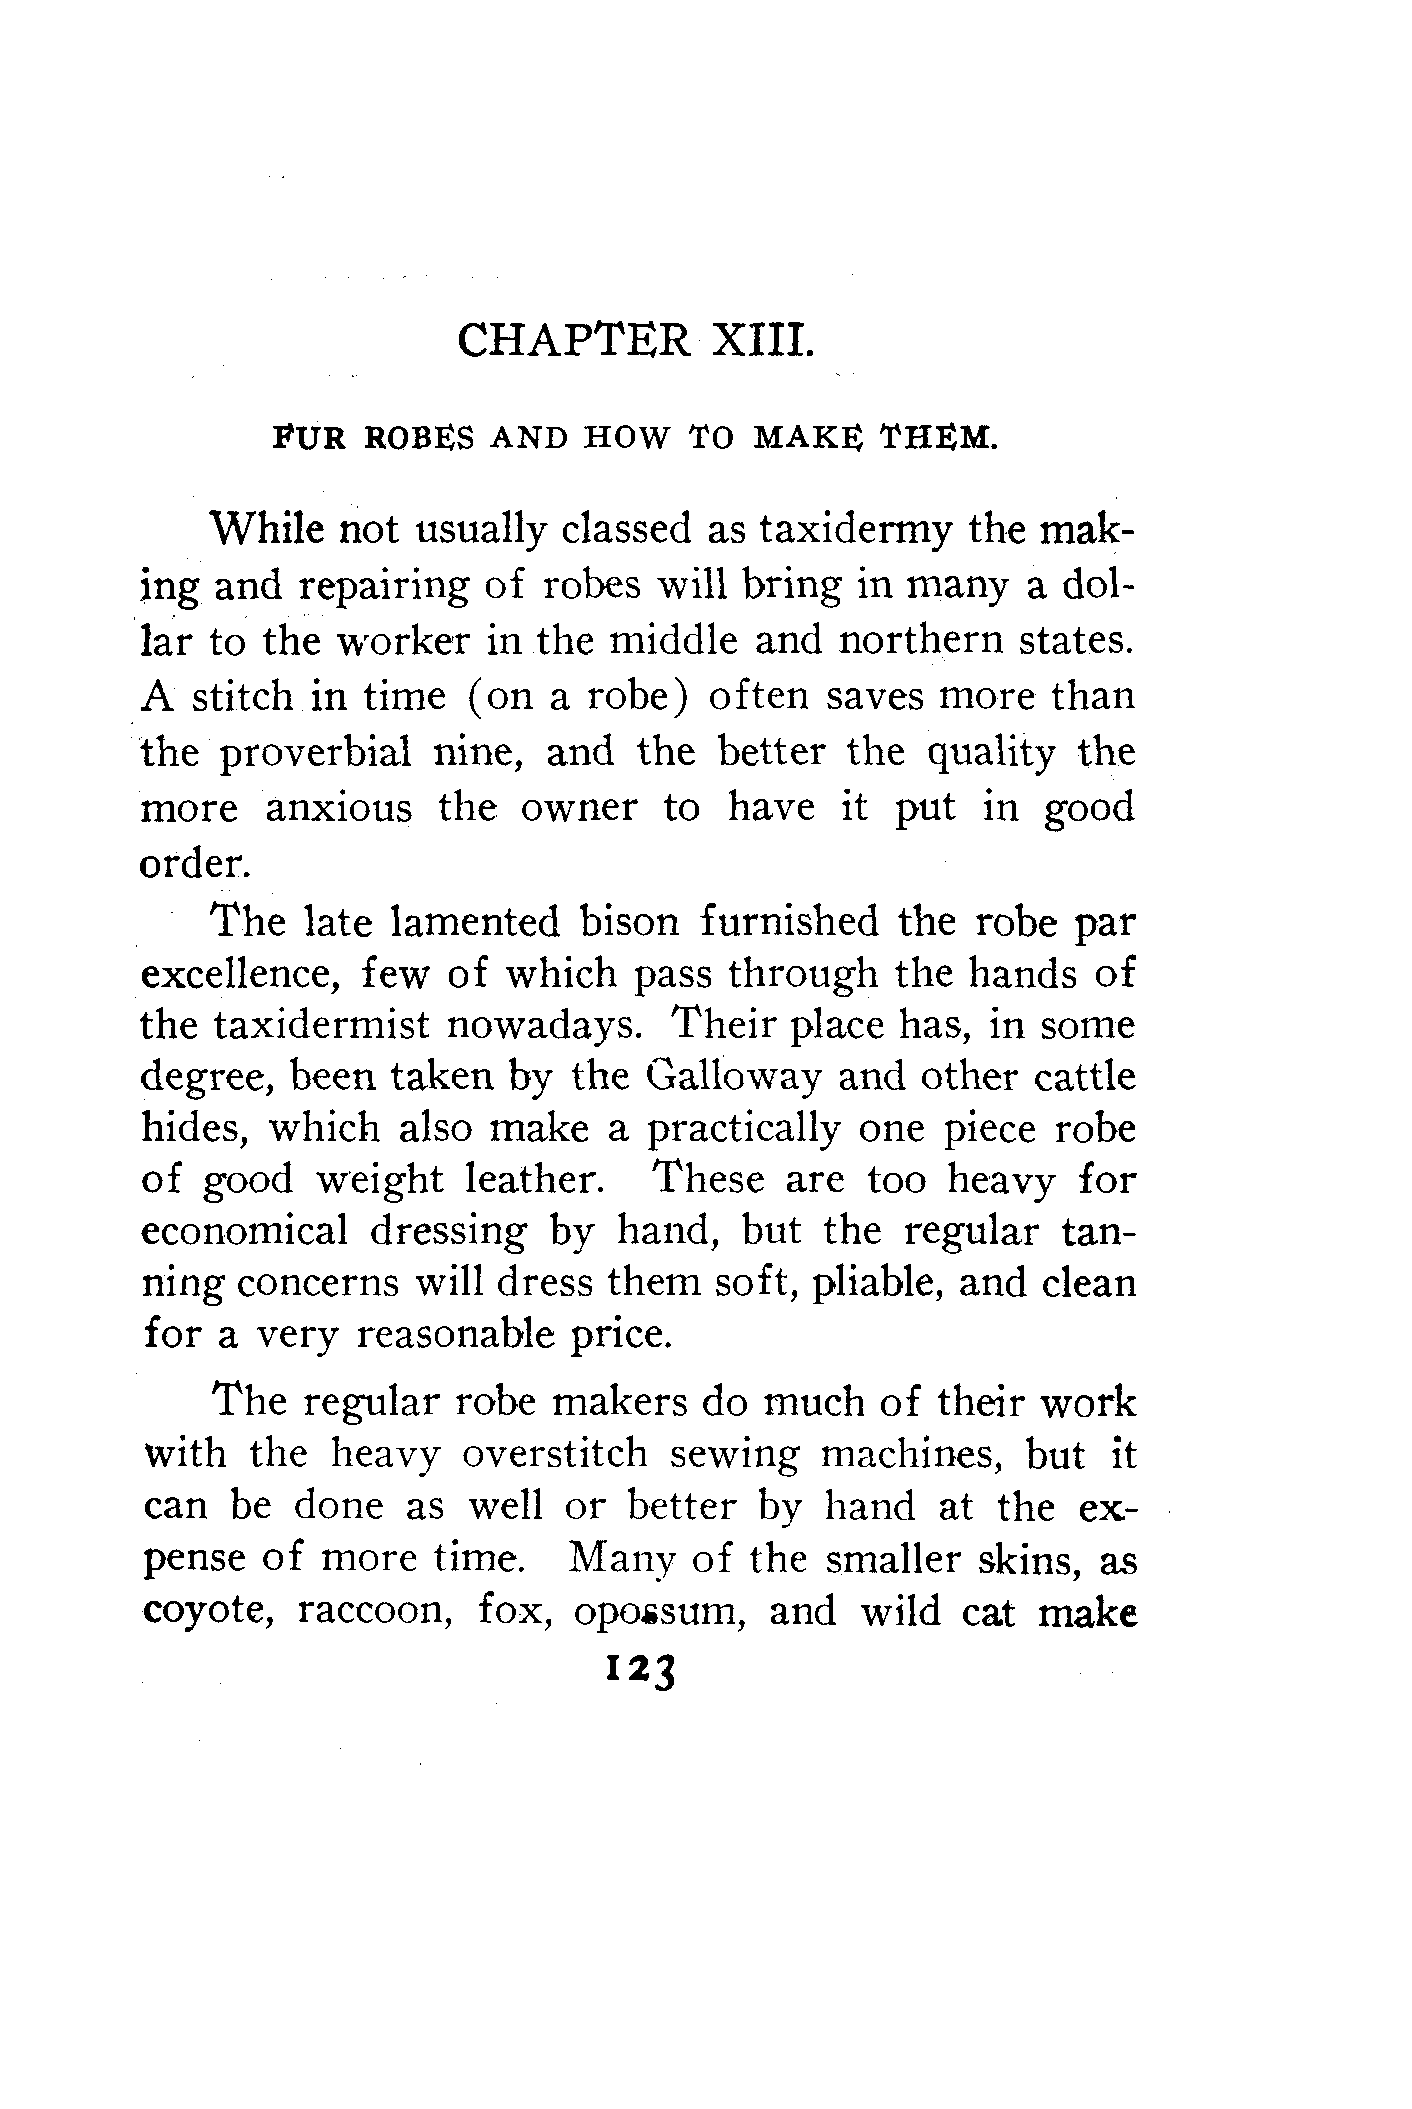 CHAPTER XIII.
FUR ROBES AND HOW TO MAKE THEM.
While not usually classed as taxidermy the mak-
ing and repairing of robes will bring in many a dol-
lar to the worker in the middle and northern states.
A stitch in time (on a robe) often saves more than
the proverbial nine, and the better the quality the
more anxious the owner to have it put in good
order.
The late lamented bison furnished the robe par
excellence, few of which pass through the hands of
the taxidermist nowadays. Their place has, in some
degree, been taken by the Galloway and other cattle
hides, which also make a practically one piece robe
of good weight leather. These are too heavy for
economical dressing by hand, but the regular tan-
ning concerns will dress them soft, pliable, and clean
for a very reasonable price.
The regular robe makers do much of their work
with the heavy overstitch sewing machines, but it
can be done as well or better by hand at the ex-
pense of more time. Many of the smaller skins, as
coyote, raccoon, fox, opossum, and wild cat make
123